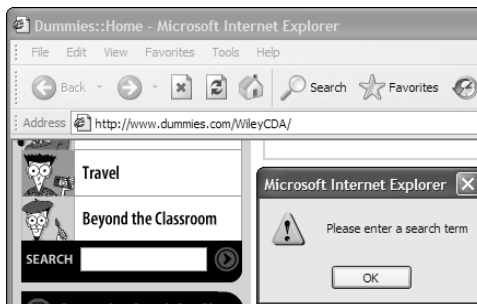 Dummies::Home - Microsoft Internet Explorer
File Edit View Favorites Tools Help
Back Search Favorites
Address http://www.dummies.com/WileyCDA/
Travel
Beyond the Classroom
SEARCH
Microsoft Internet Explorer
Please enter a search term
OK